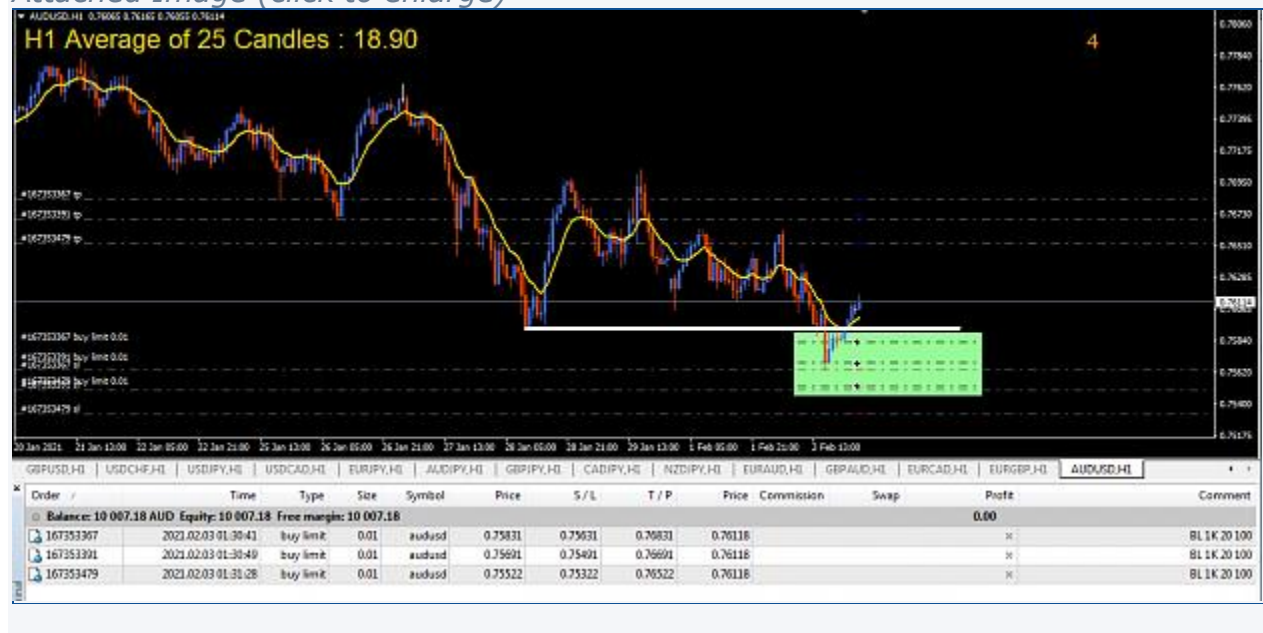 Attached Image (click to enlarge)
AUDUSD,H1 0.76065 0.76165 0.76055 0.76114
H1 Average of 25 Candles : 18.90
4
0.78060
0.77840
0.77620
0.77395
0.77175
0.76950
0.76730
0.76510
0.76285
0.76114
0.75840
0.75620
0.75400
0.75175
#167353367 tp
#167353391 tp
#167353479 tp
#167353367 buy limit 0.01
#167353391 buy limit 0.01
#167353479 sl
20 Jan 2021 21 Jan 13:00 22 Jan 05:00 22 Jan 21:00 25 Jan 13:00 26 Jan 05:00 26 Jan 21:00 27 Jan 13:00 28 Jan 05:00 28 Jan 21:00 29 Jan 13:00 1 Feb 05:00 1 Feb 21:00 2 Feb 13:00
GBPUSD,H1 | USDCHF,H1 | USDJPY,H1 | USDCAD,H1 | EURJPY,H1 | AUDJPY,H1 | GBPJPY,H1 | CADJPY,H1 | NZDJPY,H1 | EURAUD,H1 | GBPAUD,H1 | EURCAD,H1 | EURGBP,H1 | AUDUSD,H1
Order / Time Type Size Symbol Price S / L T / P Price Commission Swap Profit Comment
Balance: 10 007.18 AUD Equity: 10 007.18 Free margin: 10 007.18 0.00
167353367 2021.02.03 01:30:41 buy limit 0.01 audusd 0.75831 0.75631 0.76831 0.76118 BL 1K 20 100
167353391 2021.02.03 01:30:49 buy limit 0.01 audusd 0.75691 0.75491 0.76691 0.76118 BL 1K 20 100
167353479 2021.02.03 01:31:28 buy limit 0.01 audusd 0.75522 0.75322 0.76522 0.76118 BL 1K 20 100